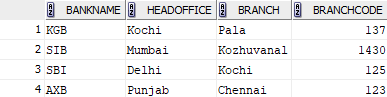 BANKNAME HEADOFFICE BRANCH BRANCHCODE
1 KGB Kochi Pala 137
2 SIB Mumbai Kozhuvanal 1430
3 SBI Delhi Kochi 125
4 AXB Punjab Chennai 123